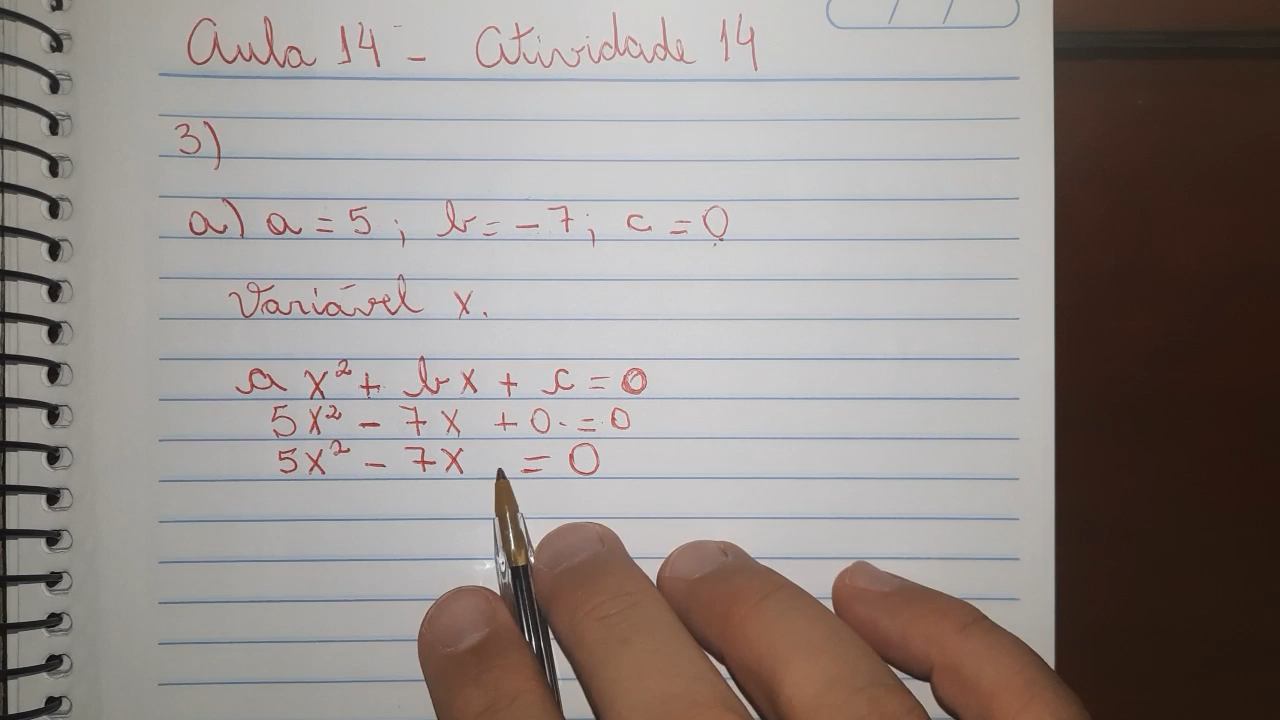 Aula 14 - Atividade 14
3)
a) a = 5 ; b = - 7 ; c = 0
Variável x.
a x² + b x + c = 0
5x² - 7x + 0 = 0
5x² - 7x = 0